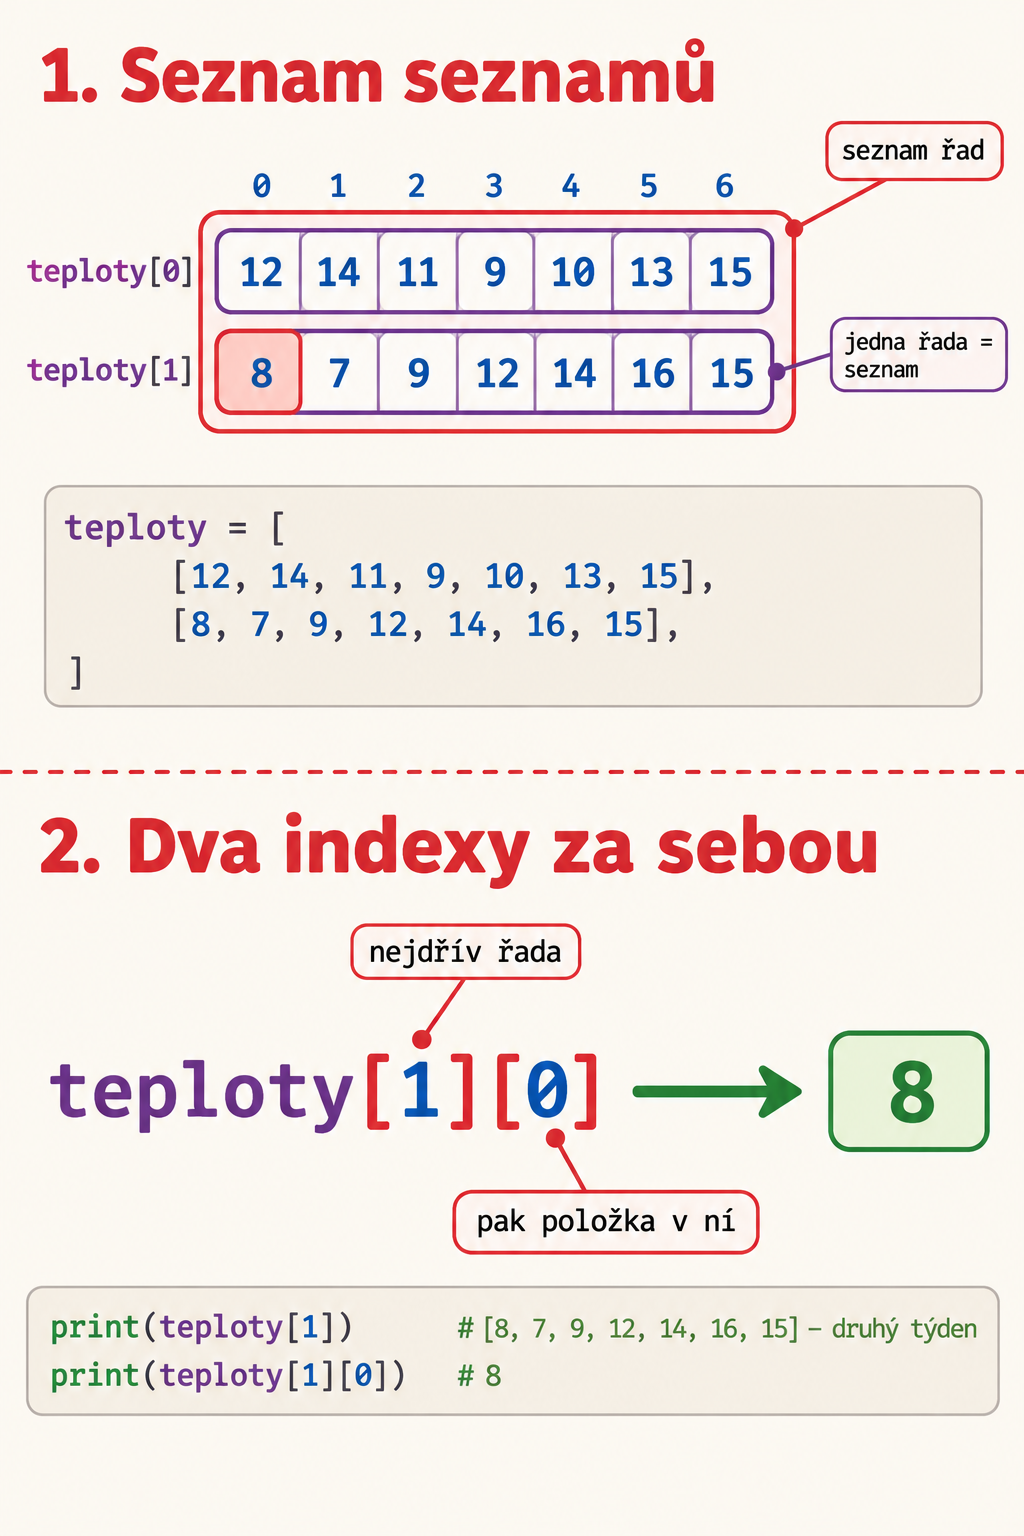 1. Seznam seznamů
seznam řad
0 1 2 3 4 5 6
teploty[0] 12 14 11 9 10 13 15
jedna řada =
seznam
teploty[1] 8 7 9 12 14 16 15
teploty = [
[12, 14, 11, 9, 10, 13, 15],
[8, 7, 9, 12, 14, 16, 15],
]
2. Dva indexy za sebou
nejdřív řada
teploty[1][0] 8
pak položka v ní
print(teploty[1]) # [8, 7, 9, 12, 14, 16, 15] – druhý týden
print(teploty[1][0]) # 8